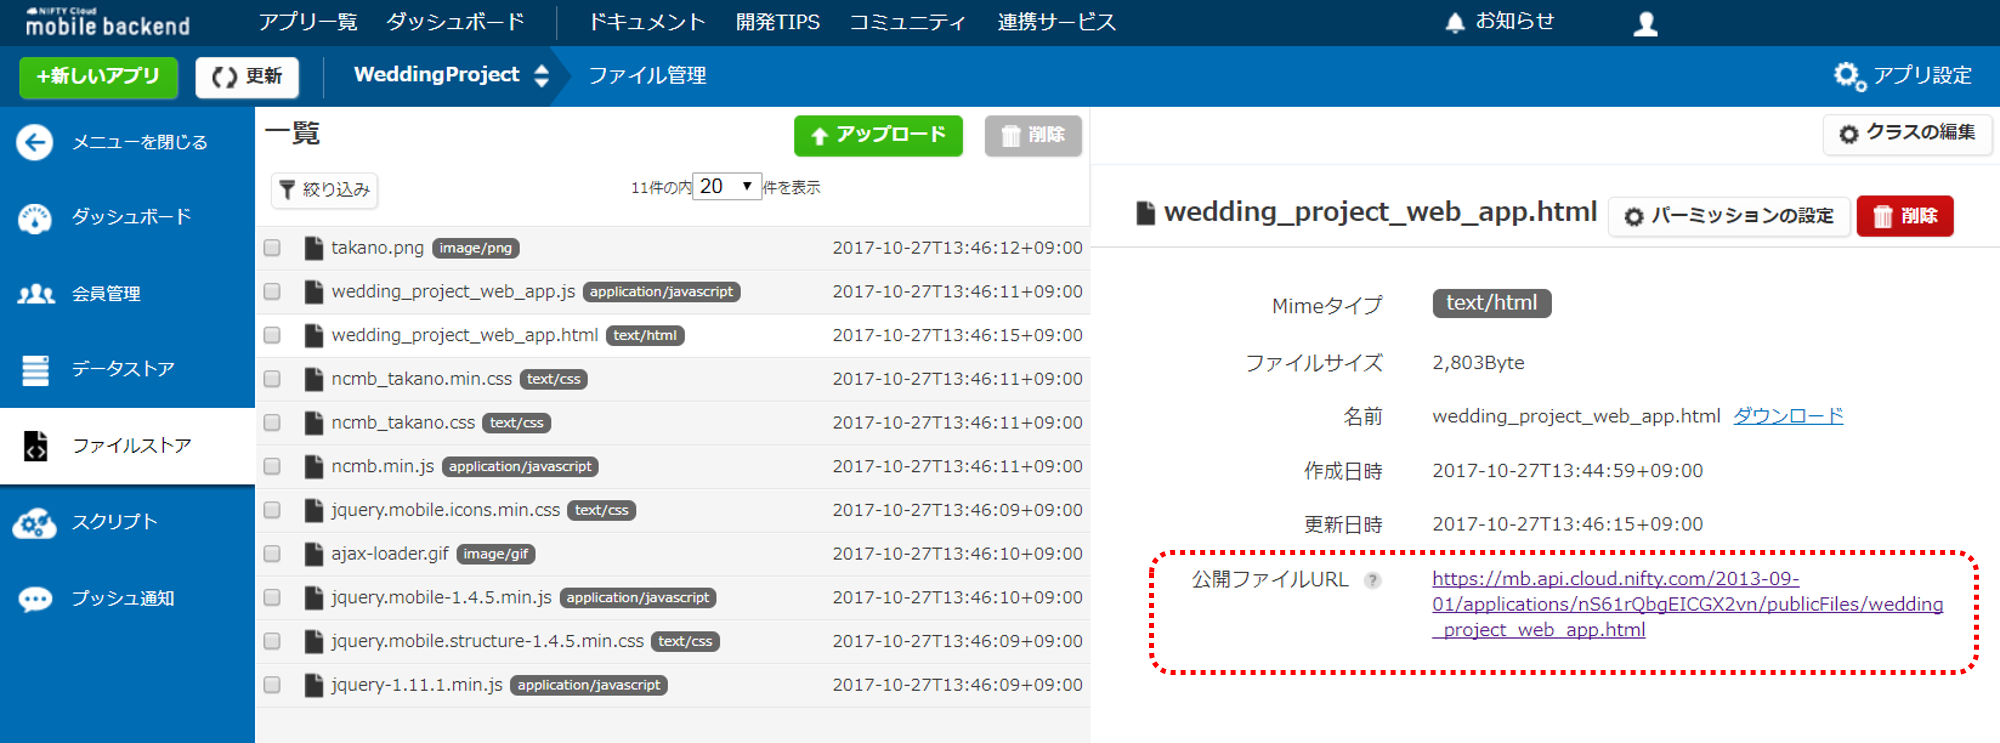 NIFTY Cloud
mobile backend
アプリ一覧 ダッシュボード ドキュメント 開発TIPS コミュニティ 連携サービス お知らせ
+新しいアプリ 更新 WeddingProject ファイル管理 アプリ設定
メニューを閉じる
ダッシュボード
会員管理
データストア
ファイルストア
スクリプト
プッシュ通知
一覧 アップロード 削除
絞り込み 11件の内 20 件を表示
takano.png image/png 2017-10-27T13:46:12+09:00
wedding_project_web_app.js application/javascript 2017-10-27T13:46:11+09:00
wedding_project_web_app.html text/html 2017-10-27T13:46:15+09:00
ncmb_takano.min.css text/css 2017-10-27T13:46:11+09:00
ncmb_takano.css text/css 2017-10-27T13:46:11+09:00
ncmb.min.js application/javascript 2017-10-27T13:46:11+09:00
jquery.mobile.icons.min.css text/css 2017-10-27T13:46:09+09:00
ajax-loader.gif image/gif 2017-10-27T13:46:10+09:00
jquery.mobile-1.4.5.min.js application/javascript 2017-10-27T13:46:10+09:00
jquery.mobile.structure-1.4.5.min.css text/css 2017-10-27T13:46:09+09:00
jquery-1.11.1.min.js application/javascript 2017-10-27T13:46:09+09:00
クラスの編集
wedding_project_web_app.html パーミッションの設定 削除
Mimeタイプ text/html
ファイルサイズ 2,803Byte
名前 wedding_project_web_app.html ダウンロード
作成日時 2017-10-27T13:44:59+09:00
更新日時 2017-10-27T13:46:15+09:00
公開ファイルURL ? https://mb.api.cloud.nifty.com/2013-09-
01/applications/nS61rQbgEICGX2vn/publicFiles/wedding
_project_web_app.html